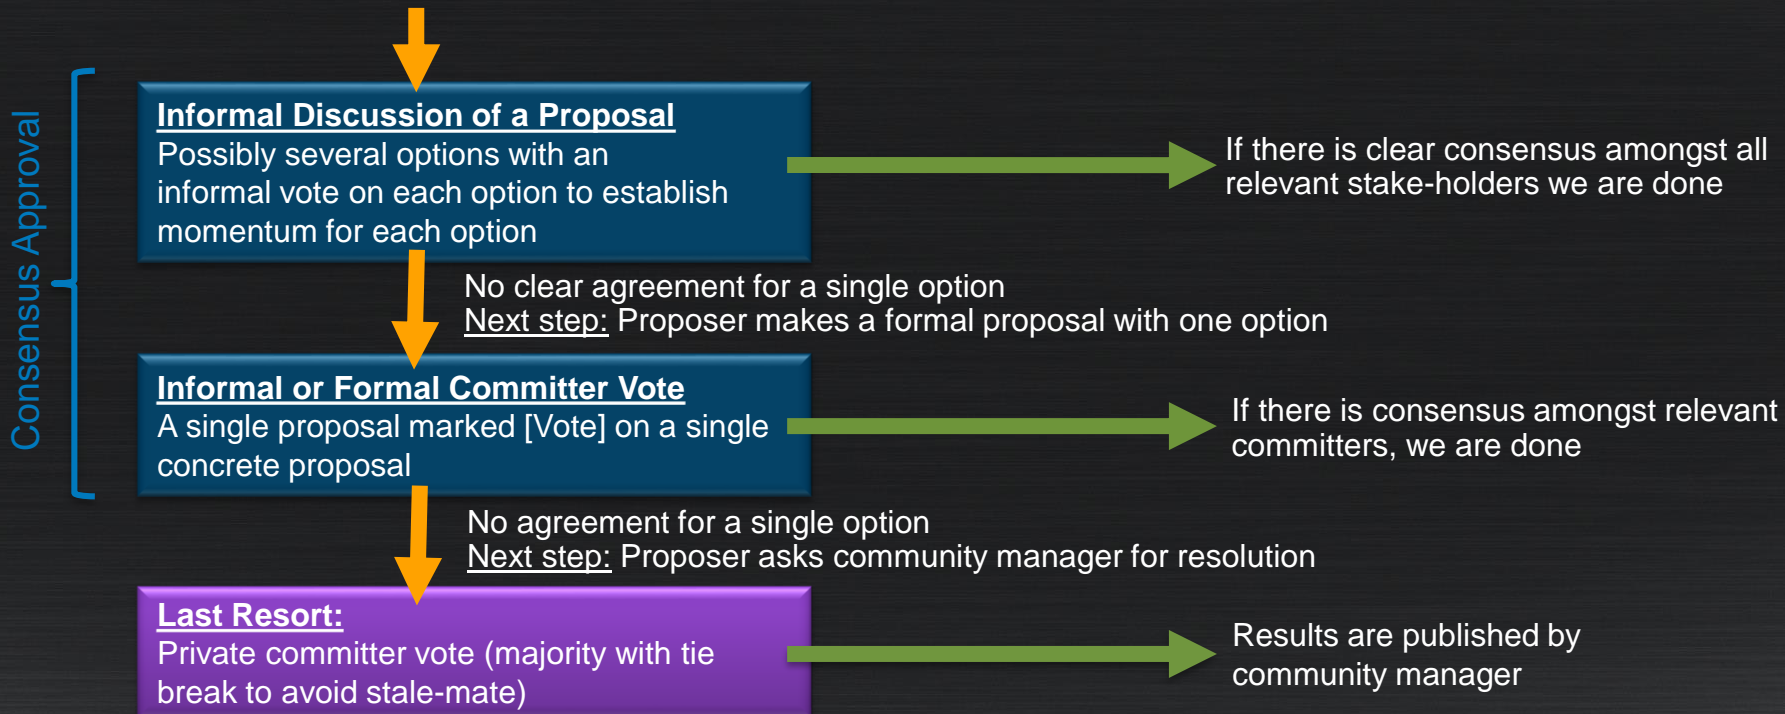 Consensus Approval
Informal Discussion of a Proposal
Possibly several options with an
informal vote on each option to establish
momentum for each option
If there is clear consensus amongst all
relevant stake-holders we are done
No clear agreement for a single option
Next step: Proposer makes a formal proposal with one option
Informal or Formal Committer Vote
A single proposal marked [Vote] on a single
concrete proposal
If there is consensus amongst relevant
committers, we are done
No agreement for a single option
Next step: Proposer asks community manager for resolution
Last Resort:
Private committer vote (majority with tie
break to avoid stale-mate)
Results are published by
community manager